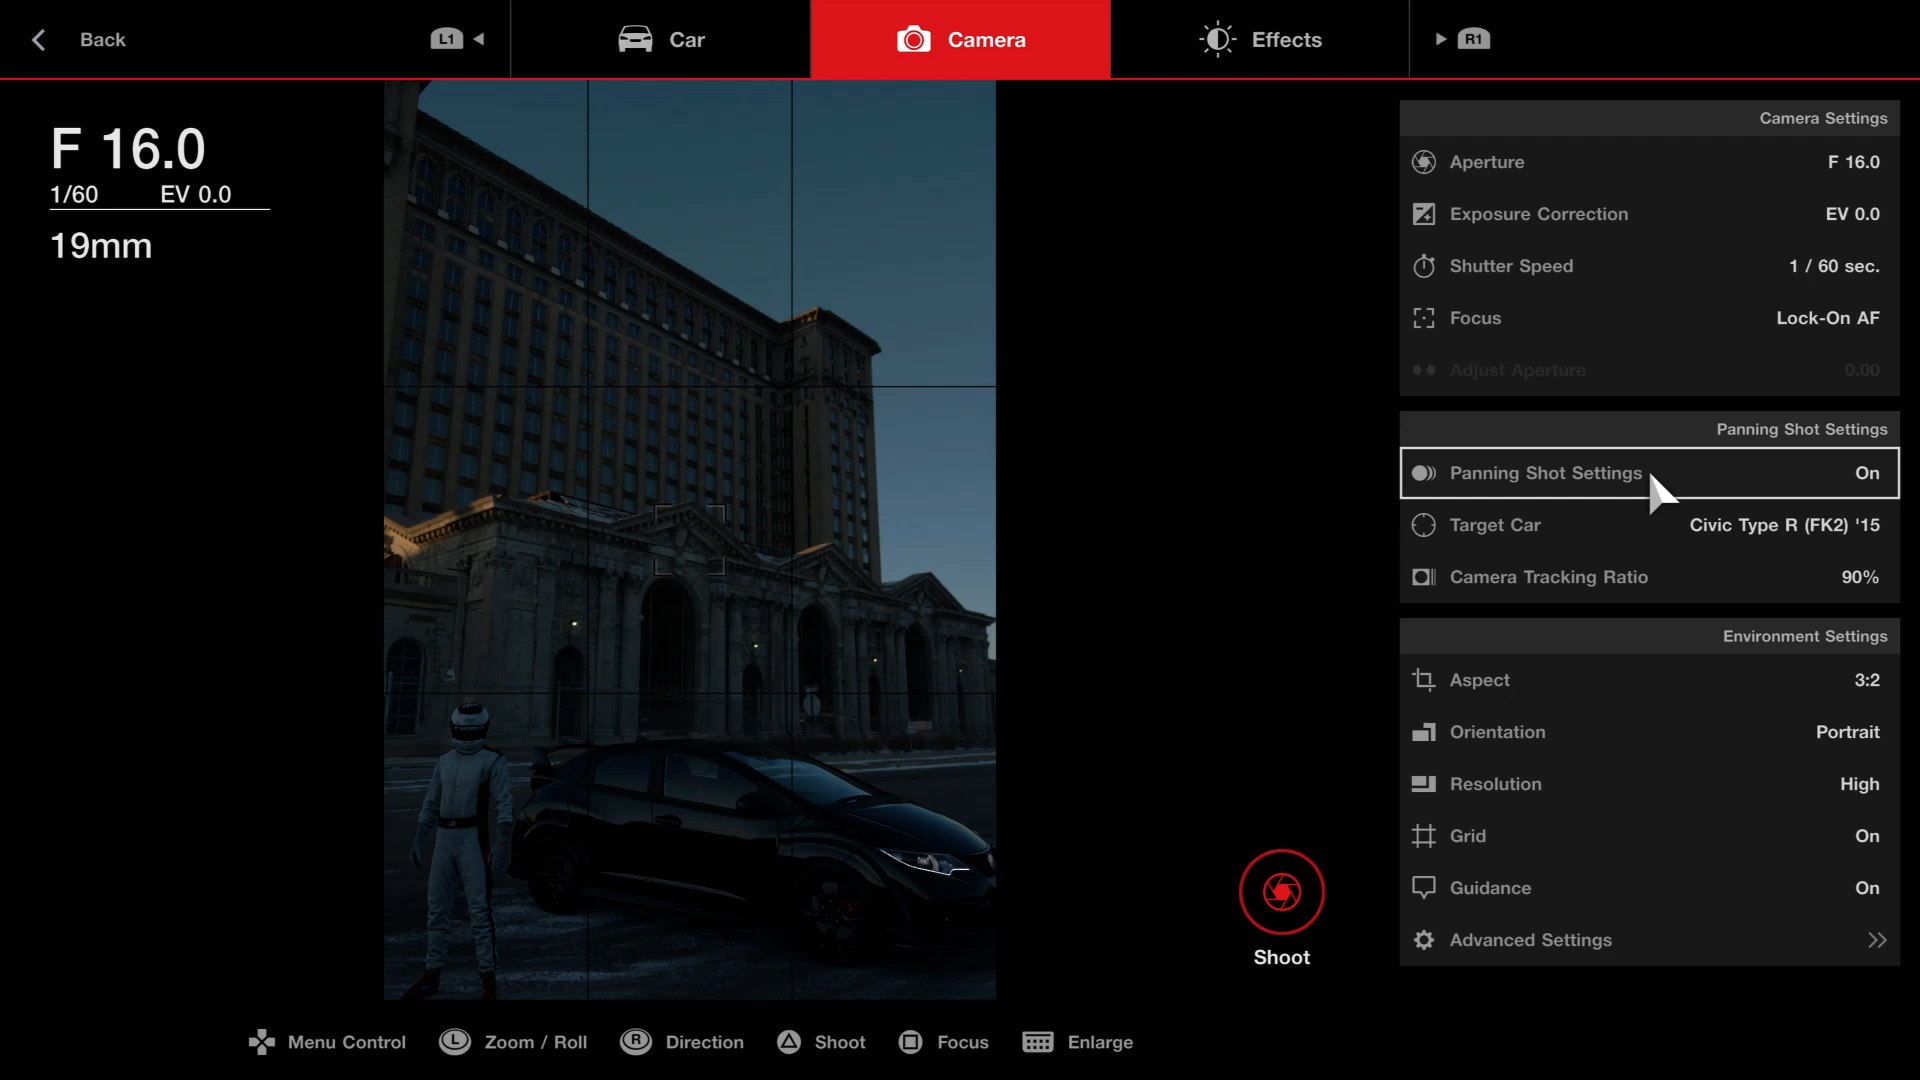 Back
L1
Car
Camera
Effects
R1
F 16.0
1/60 EV 0.0
19mm
Camera Settings
Aperture F 16.0
Exposure Correction EV 0.0
Shutter Speed 1 / 60 sec.
Focus Lock-On AF
Adjust Aperture 0.00
Panning Shot Settings
Panning Shot Settings On
Target Car Civic Type R (FK2) '15
Camera Tracking Ratio 90%
Environment Settings
Aspect 3:2
Orientation Portrait
Resolution High
Grid On
Guidance On
Advanced Settings
Shoot
Menu Control
L Zoom / Roll
R Direction
Shoot
Focus
Enlarge